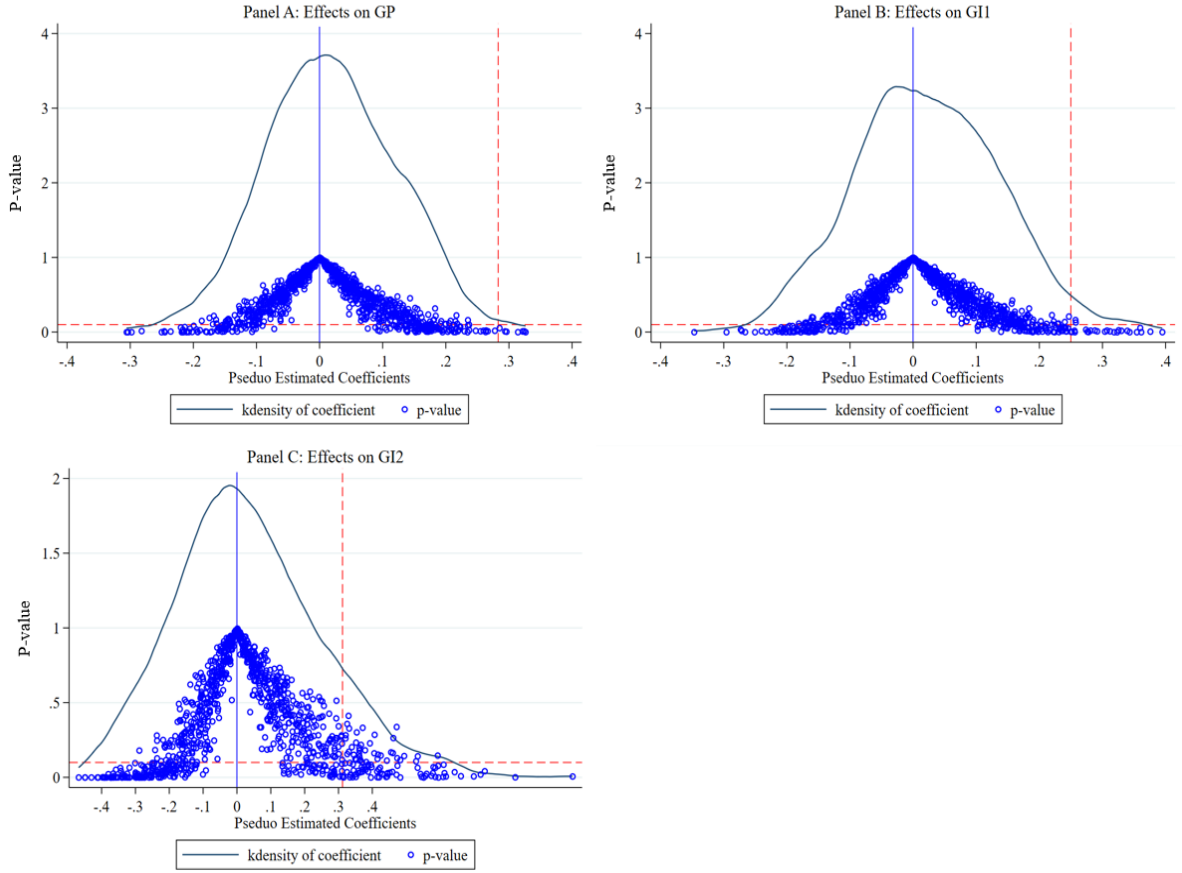 Panel A: Effects on GP
P-value
4
3
2
1
0
-.4 -.3 -.2 -.1 0 .1 .2 .3 .4
Pseduo Estimated Coefficients
kdensity of coefficient p-value
Panel B: Effects on GI1
P-value
4
3
2
1
0
-.4 -.3 -.2 -.1 0 .1 .2 .3 .4
Pseduo Estimated Coefficients
kdensity of coefficient p-value
Panel C: Effects on GI2
P-value
2
1.5
1
.5
0
-.4 -.3 -.2 -.1 0 .1 .2 .3 .4
Pseduo Estimated Coefficients
kdensity of coefficient p-value